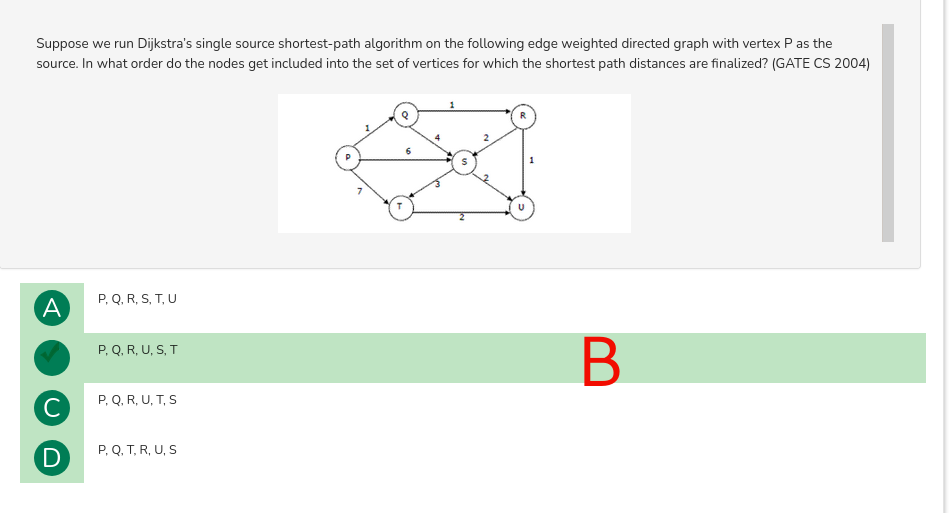 Suppose we run Dijkstra's single source shortest-path algorithm on the following edge weighted directed graph with vertex P as the
source. In what order do the nodes get included into the set of vertices for which the shortest path distances are finalized? (GATE CS 2004)
1
Q
R
1
4
2
6
P
S
1
7
3
2
T
U
2
A
P, Q, R, S, T, U
P, Q, R, U, S, T
B
C
P, Q, R, U, T, S
D
P, Q, T, R, U, S